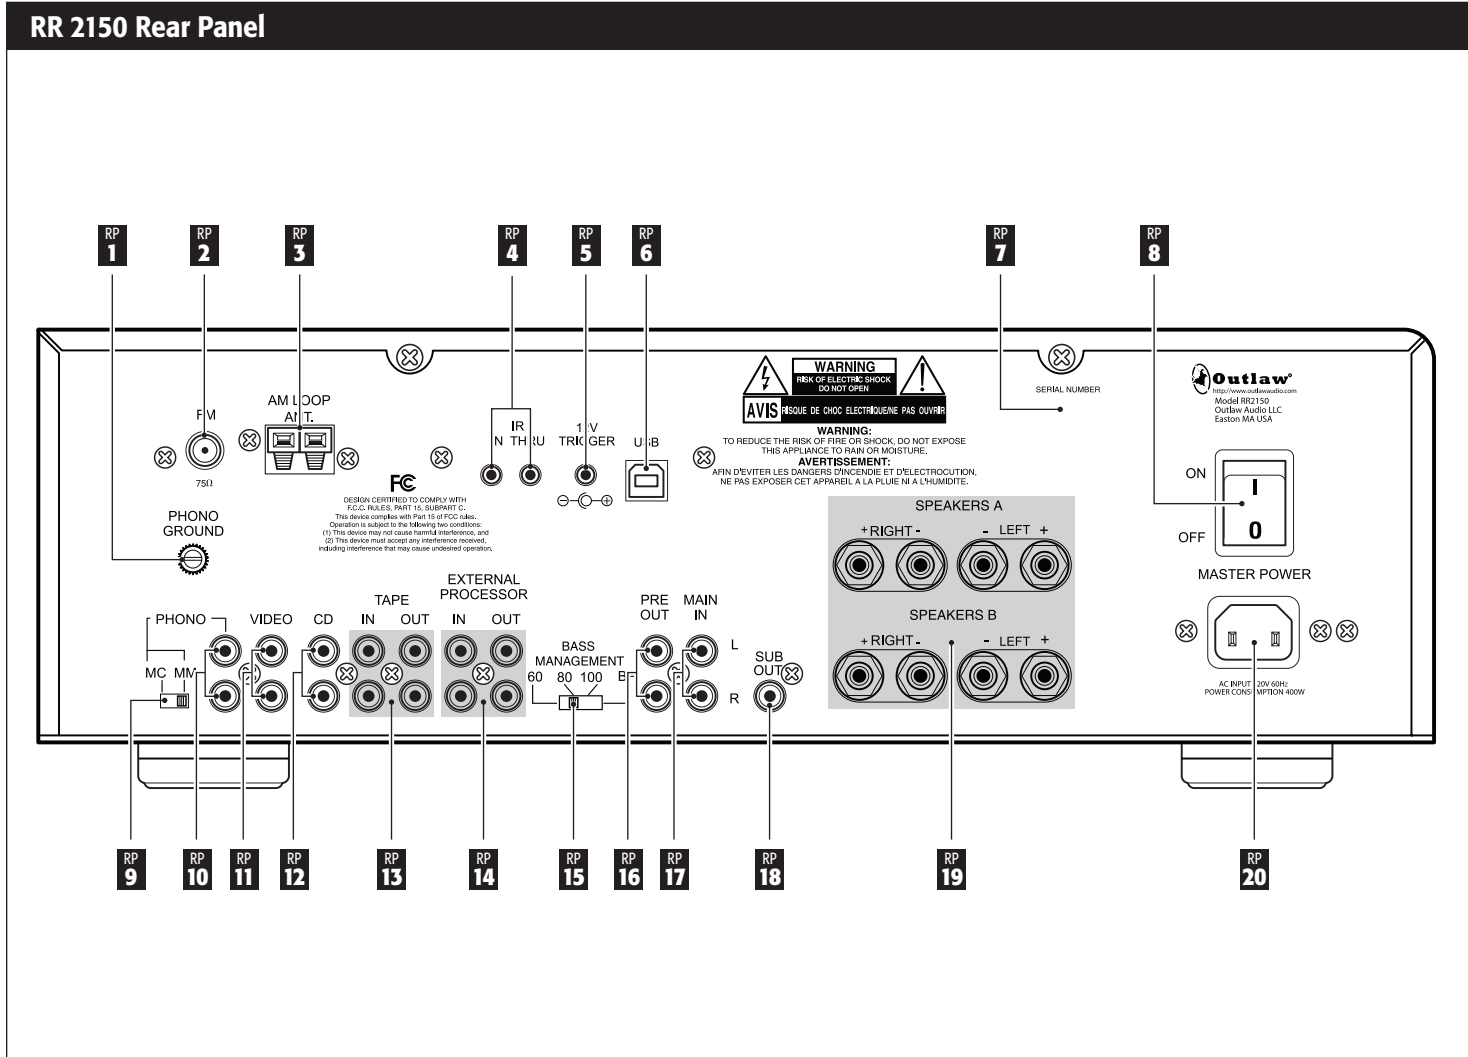 RR 2150 Rear Panel
RP 1
RP 2
RP 3
RP 4
RP 5
RP 6
RP 7
RP 8
AM LOOP
ANT.
FM
75Ω
PHONO
GROUND
FC
DESIGN CERTIFIED TO COMPLY WITH
F.C.C. RULES, PART 15, SUBPART C.
This device complies with Part 15 of FCC rules.
Operation is subject to the following two conditions:
(1) This device may not cause harmful interference, and
(2) This device must accept any interference received,
including interference that may cause undesired operation.
IR
IN THRU
12V
TRIGGER
USB
WARNING
RISK OF ELECTRIC SHOCK
DO NOT OPEN
AVIS RISQUE DE CHOC ELECTRIQUE/NE PAS OUVRIR
WARNING:
TO REDUCE THE RISK OF FIRE OR SHOCK, DO NOT EXPOSE
THIS APPLIANCE TO RAIN OR MOISTURE.
AVERTISSEMENT:
AFIN D'EVITER LES DANGERS D'INCENDIE ET D'ELECTROCUTION,
NE PAS EXPOSER CET APPAREIL A LA PLUIE NI A L'HUMIDITE.
SERIAL NUMBER
Outlaw
http://www.outlawaudio.com
Model RR2150
Outlaw Audio LLC
Easton MA USA
ON
I
OFF
0
MASTER POWER
SPEAKERS A
+ RIGHT - - LEFT +
SPEAKERS B
+ RIGHT - - LEFT +
AC INPUT 120V 60Hz
POWER CONSUMPTION 400W
PHONO
MC MM
VIDEO
CD
TAPE
IN OUT
EXTERNAL
PROCESSOR
IN OUT
BASS
MANAGEMENT
60 80 100
PRE
OUT
MAIN
IN
L
R
SUB
OUT
RP 9
RP 10
RP 11
RP 12
RP 13
RP 14
RP 15
RP 16
RP 17
RP 18
RP 19
RP 20